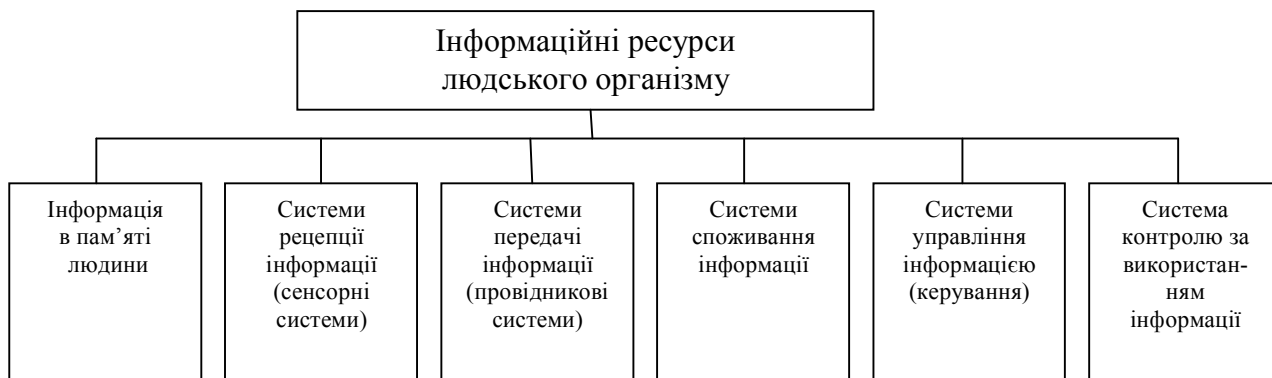 Інформаційні ресурси
людського організму
Інформація
в пам’яті
людини
Системи
рецепції
інформації
(сенсорні
системи)
Системи
передачі
інформації
(провідникові
системи)
Системи
споживання
інформації
Системи
управління
інформацією
(керування)
Система
контролю за
використан-
ням
інформації